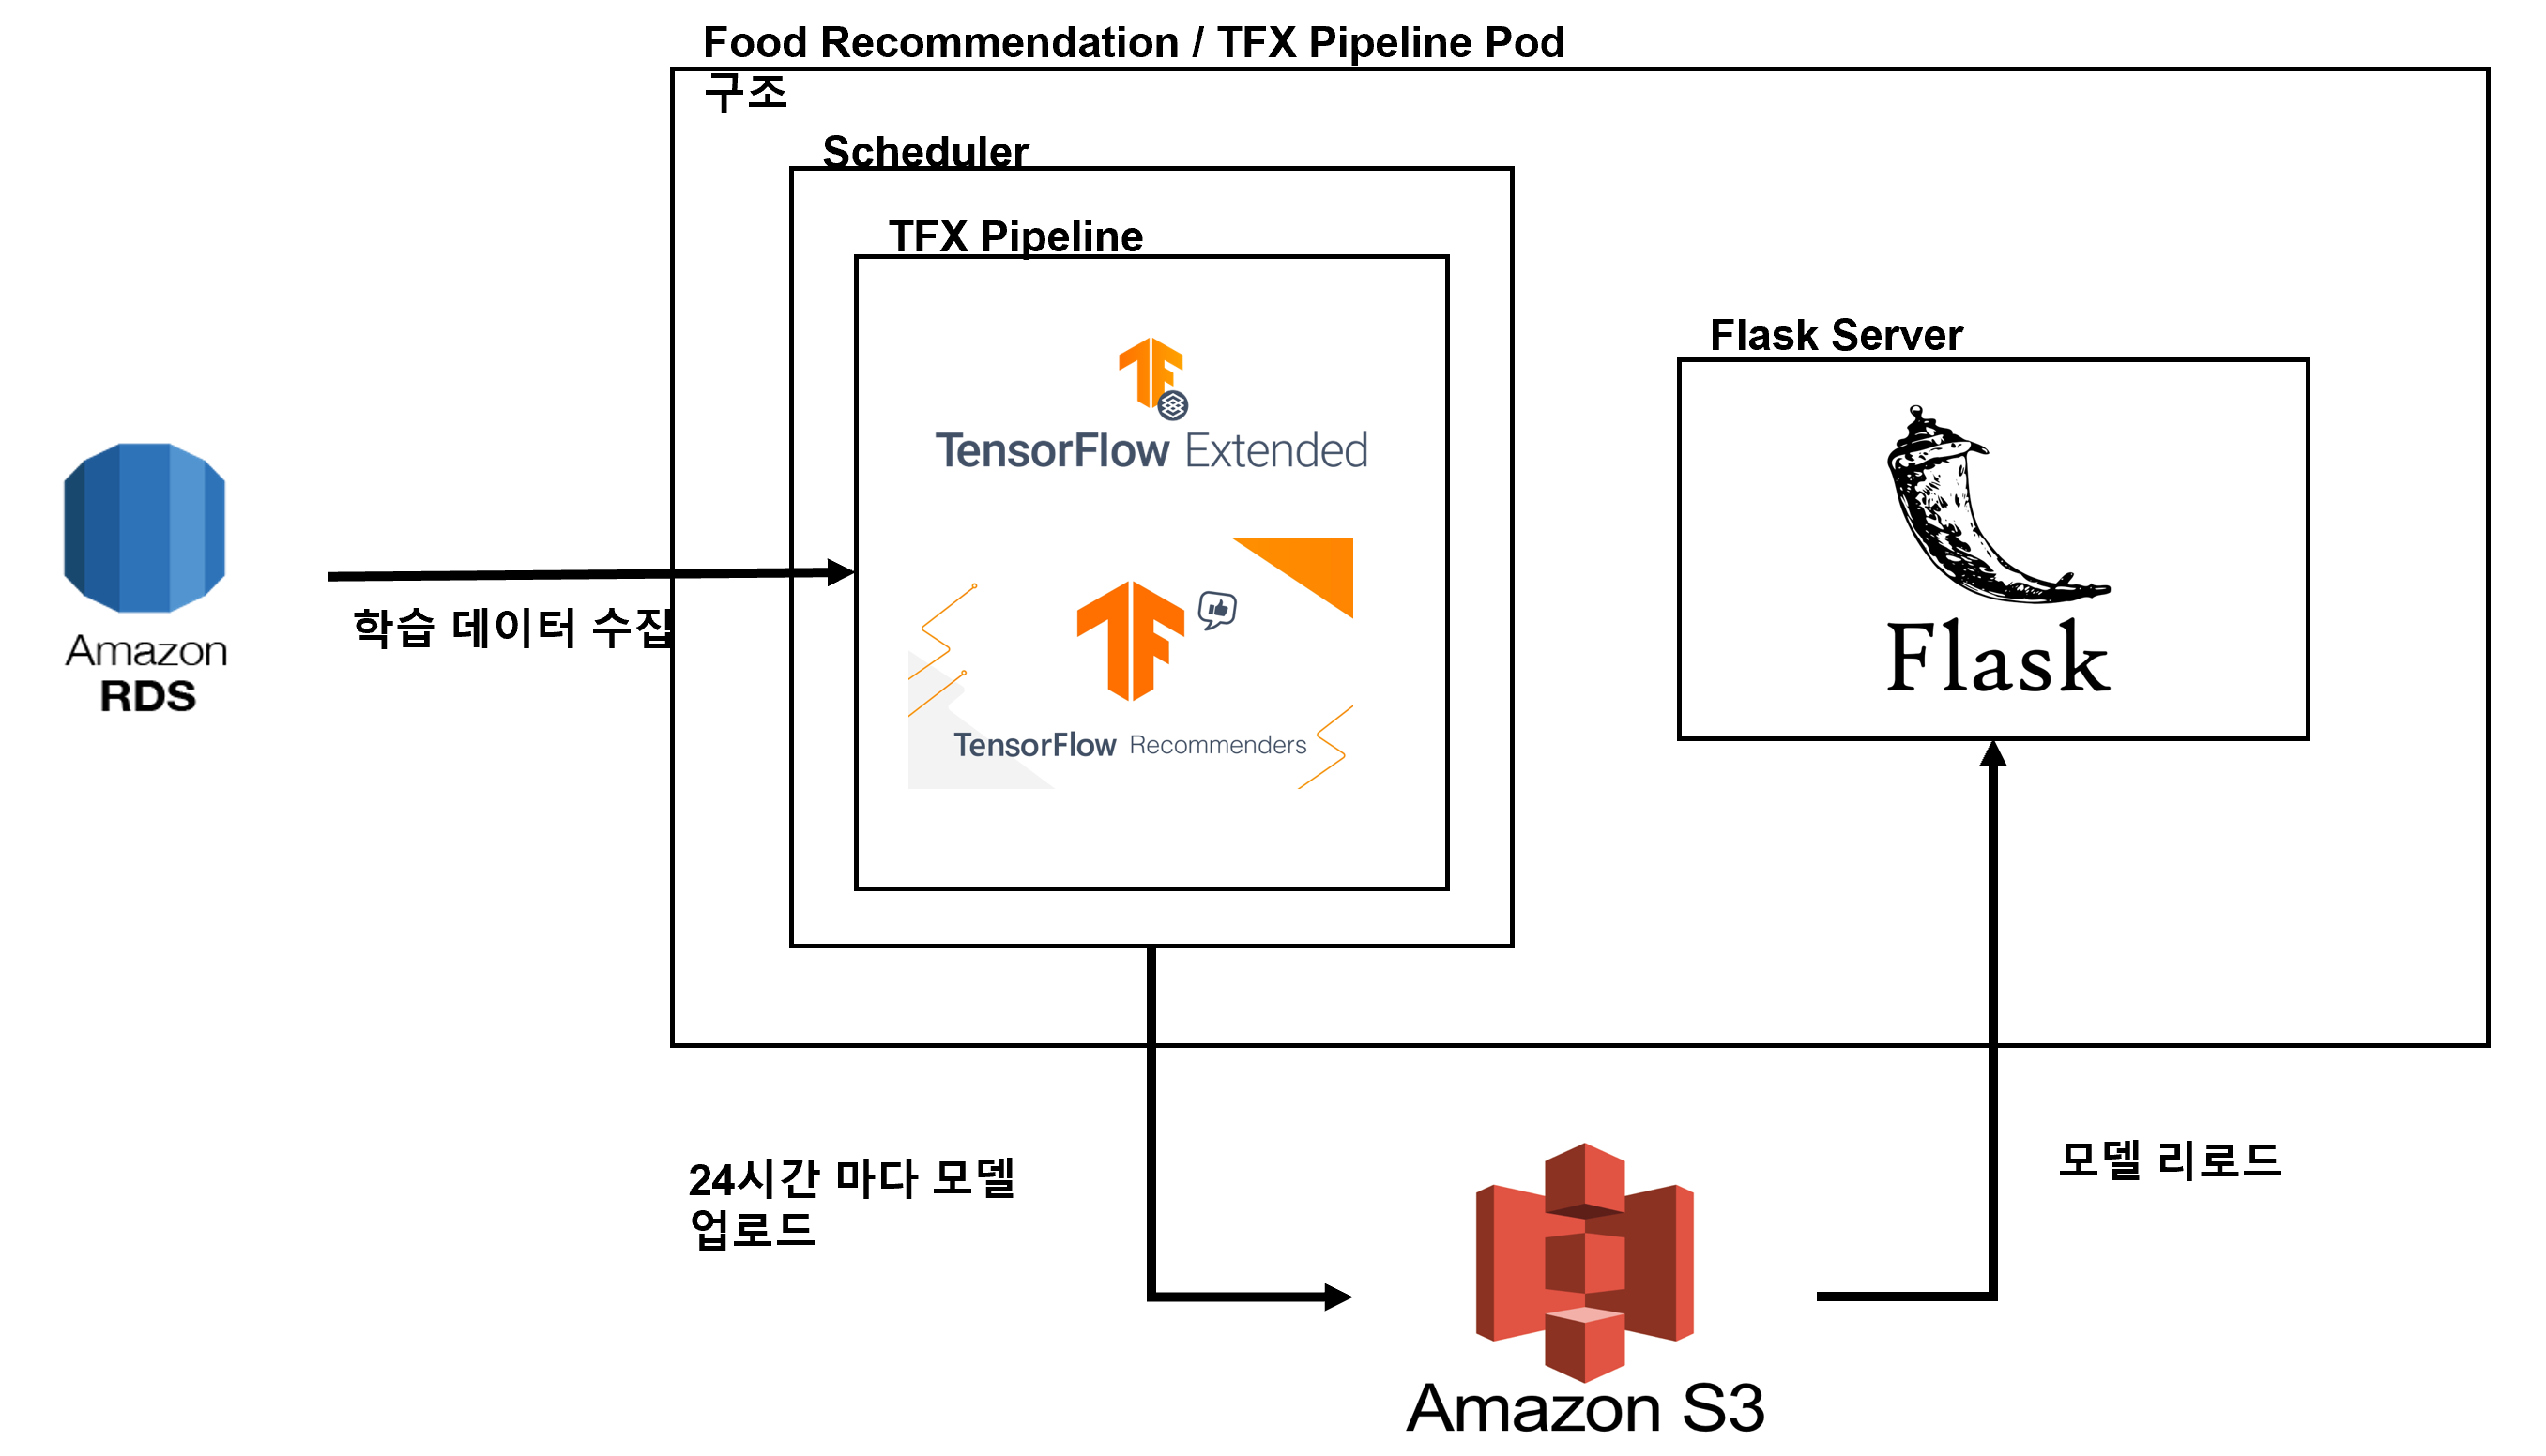 Food Recommendation / TFX Pipeline Pod
구조
Scheduler
TFX Pipeline
TensorFlow Extended
Flask Server
Amazon
RDS
학습 데이터 수집
TensorFlow Recommenders
Flask
24시간 마다 모델
업로드
모델 리로드
Amazon S3